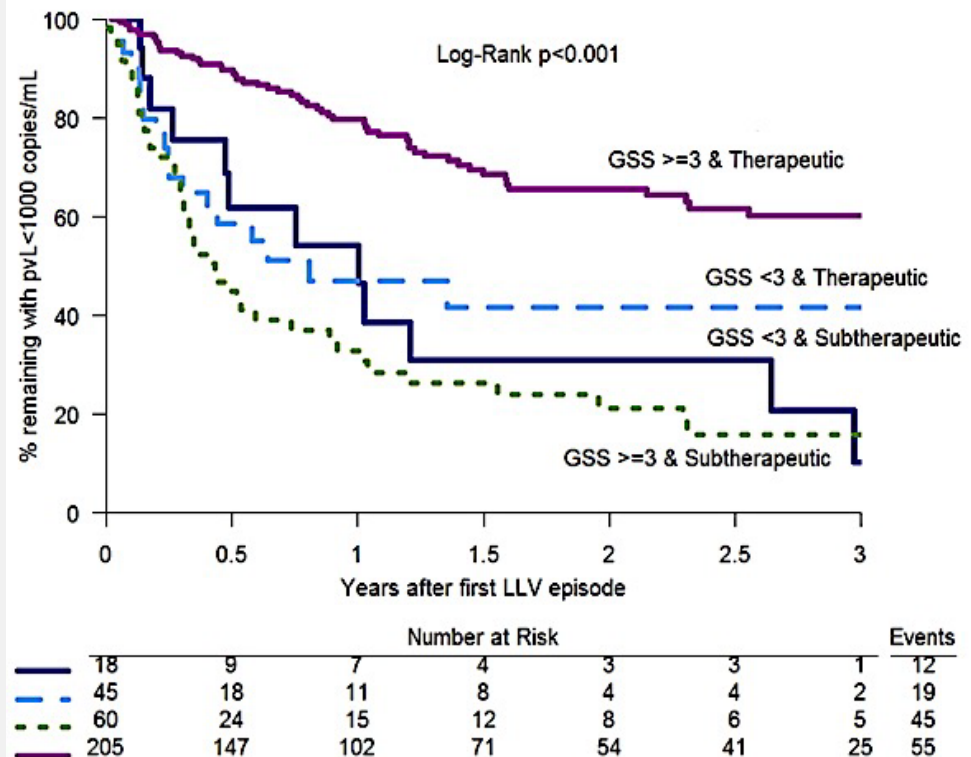 % remaining with pvL<1000 copies/mL
100
80
60
40
20
0
Log-Rank p<0.001
GSS >=3 & Therapeutic
GSS <3 & Therapeutic
GSS <3 & Subtherapeutic
GSS >=3 & Subtherapeutic
0 0.5 1 1.5 2 2.5 3
Years after first LLV episode
Number at Risk Events
18 9 7 4 3 3 1 12
45 18 11 8 4 4 2 19
60 24 15 12 8 6 5 45
205 147 102 71 54 41 25 55